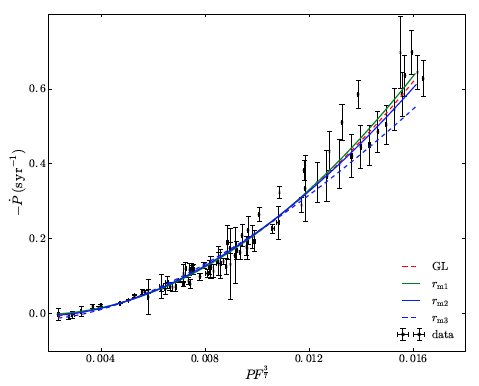 0.6
0.4
0.2
0.0
−Ṗ (s yr⁻¹)
0.004 0.008 0.012 0.016
PF^{3/7}
GL
r_{m1}
r_{m2}
r_{m3}
data